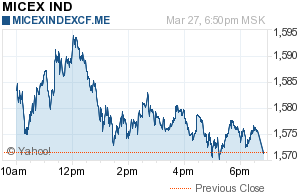 MICEX IND
MICEXINDEXCF.ME
Mar 27, 6:50pm MSK
1,595
1,590
1,585
1,580
1,575
1,570
© Yahoo!
10am
12pm
2pm
4pm
6pm
Previous Close